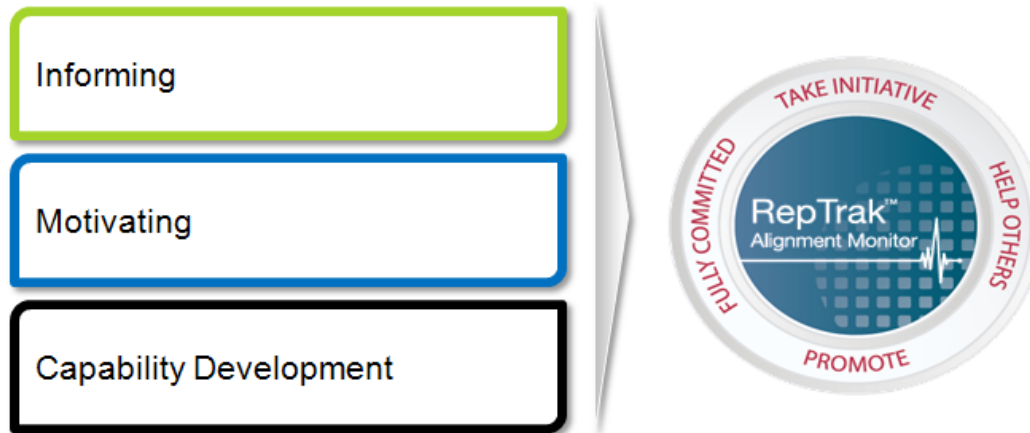 Informing
Motivating
Capability Development
TAKE INITIATIVE
HELP OTHERS
PROMOTE
FULLY COMMITTED
RepTrak™
Alignment Monitor